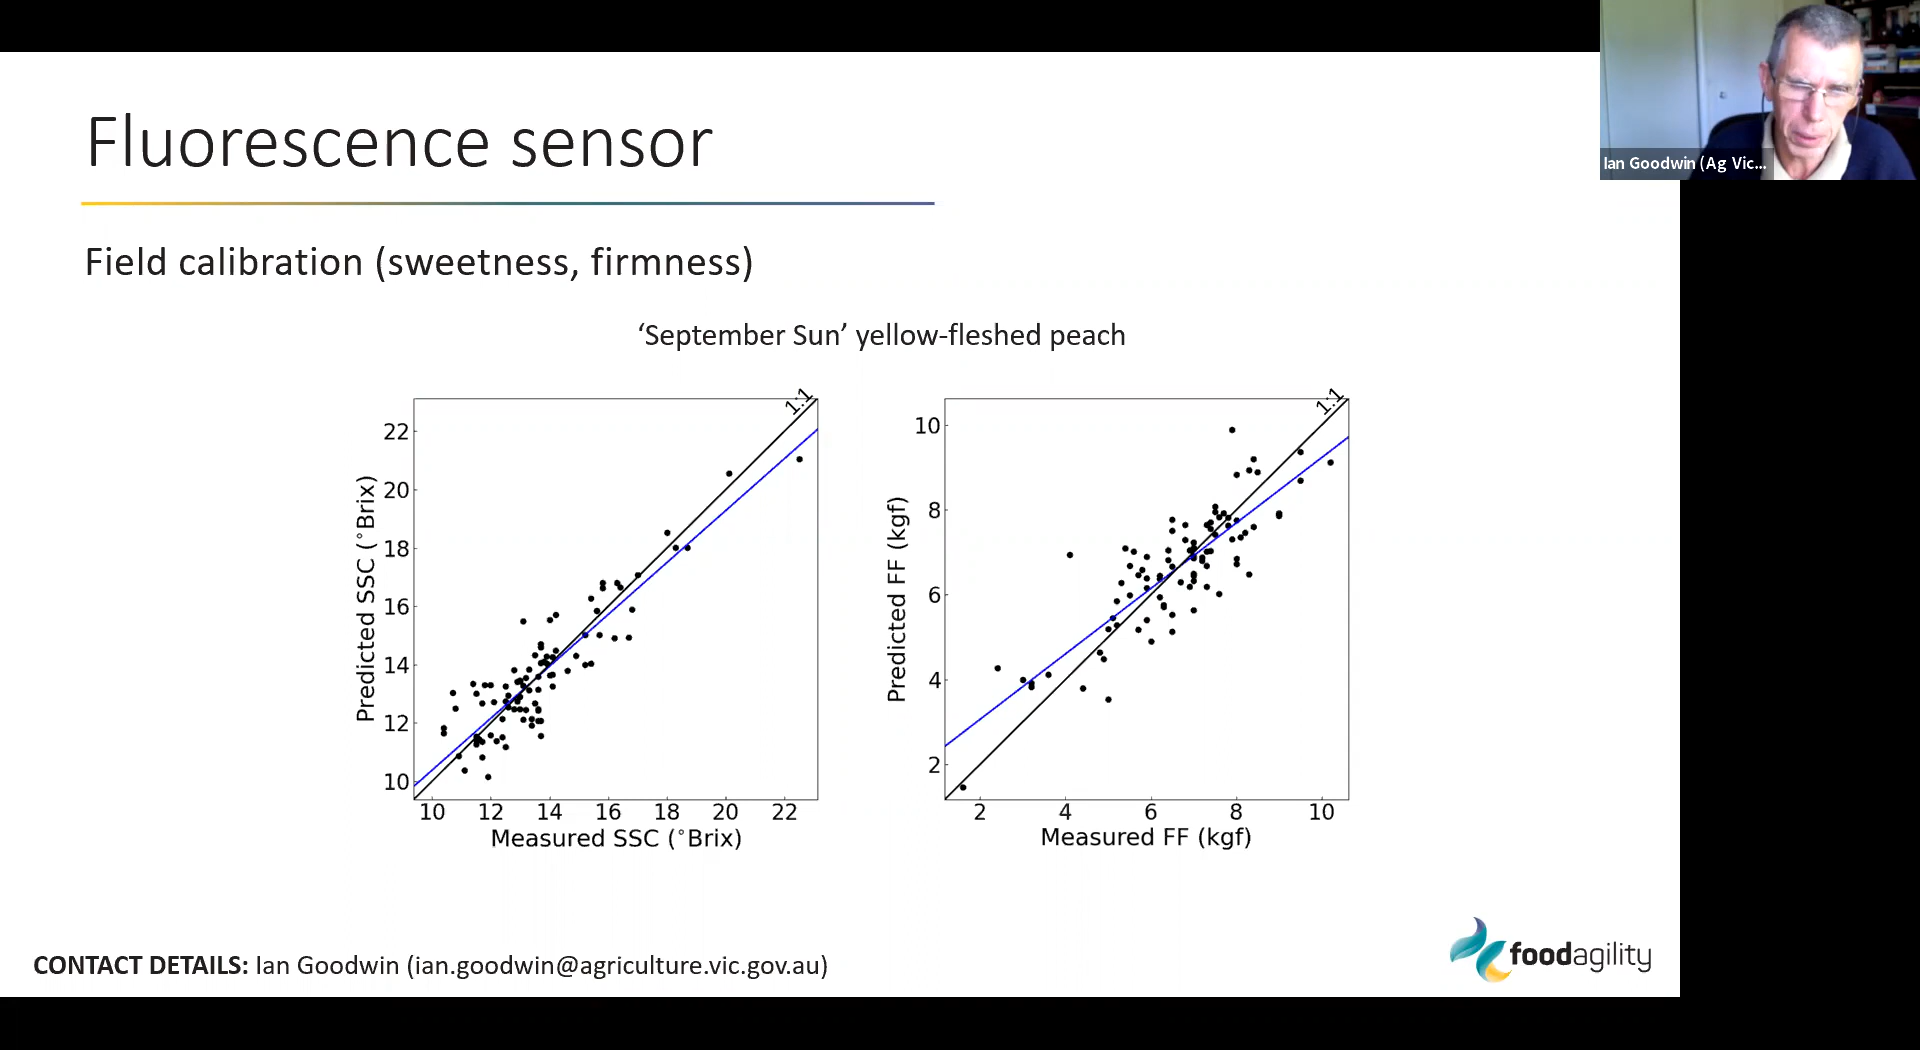 Fluorescence sensor
Ian Goodwin (Ag Vic...
Field calibration (sweetness, firmness)
‘September Sun’ yellow-fleshed peach
1:1
22
20
18
16
14
12
10
Predicted SSC (°Brix)
10 12 14 16 18 20 22
Measured SSC (°Brix)
1:1
10
8
6
4
2
Predicted FF (kgf)
2 4 6 8 10
Measured FF (kgf)
foodagility
CONTACT DETAILS: Ian Goodwin (ian.goodwin@agriculture.vic.gov.au)